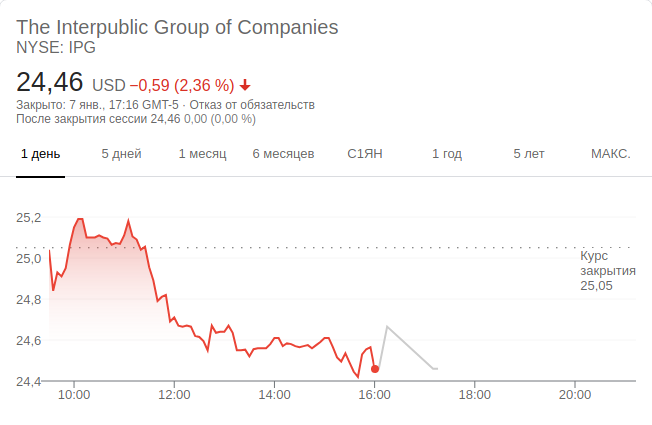 The Interpublic Group of Companies
NYSE: IPG
24,46 USD −0,59 (2,36 %)
Закрыто: 7 янв., 17:16 GMT-5 · Отказ от обязательств
После закрытия сессии 24,46 0,00 (0,00 %)
1 день 5 дней 1 месяц 6 месяцев С1ЯН 1 год 5 лет МАКС.
25,2
25,0
24,8
24,6
24,4
Курс
закрытия
25,05
10:00 12:00 14:00 16:00 18:00 20:00